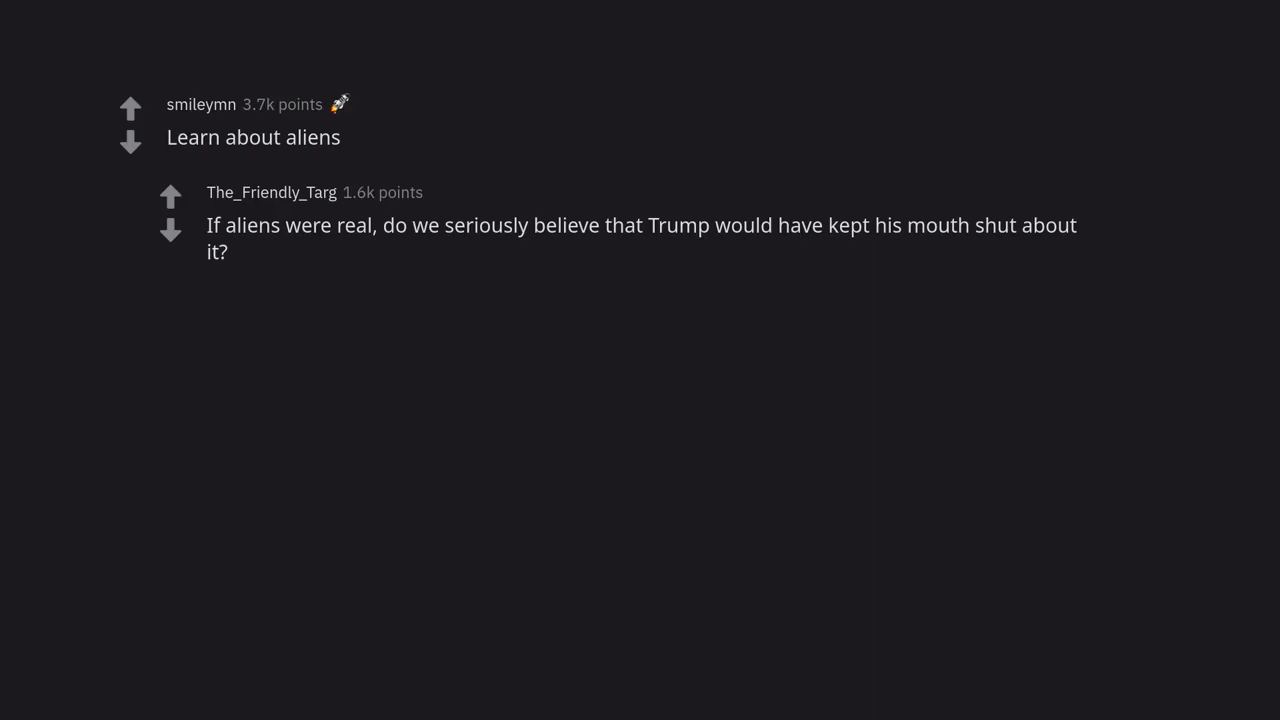 smileymn 3.7k points
Learn about aliens
The_Friendly_Targ 1.6k points
If aliens were real, do we seriously believe that Trump would have kept his mouth shut about
it?